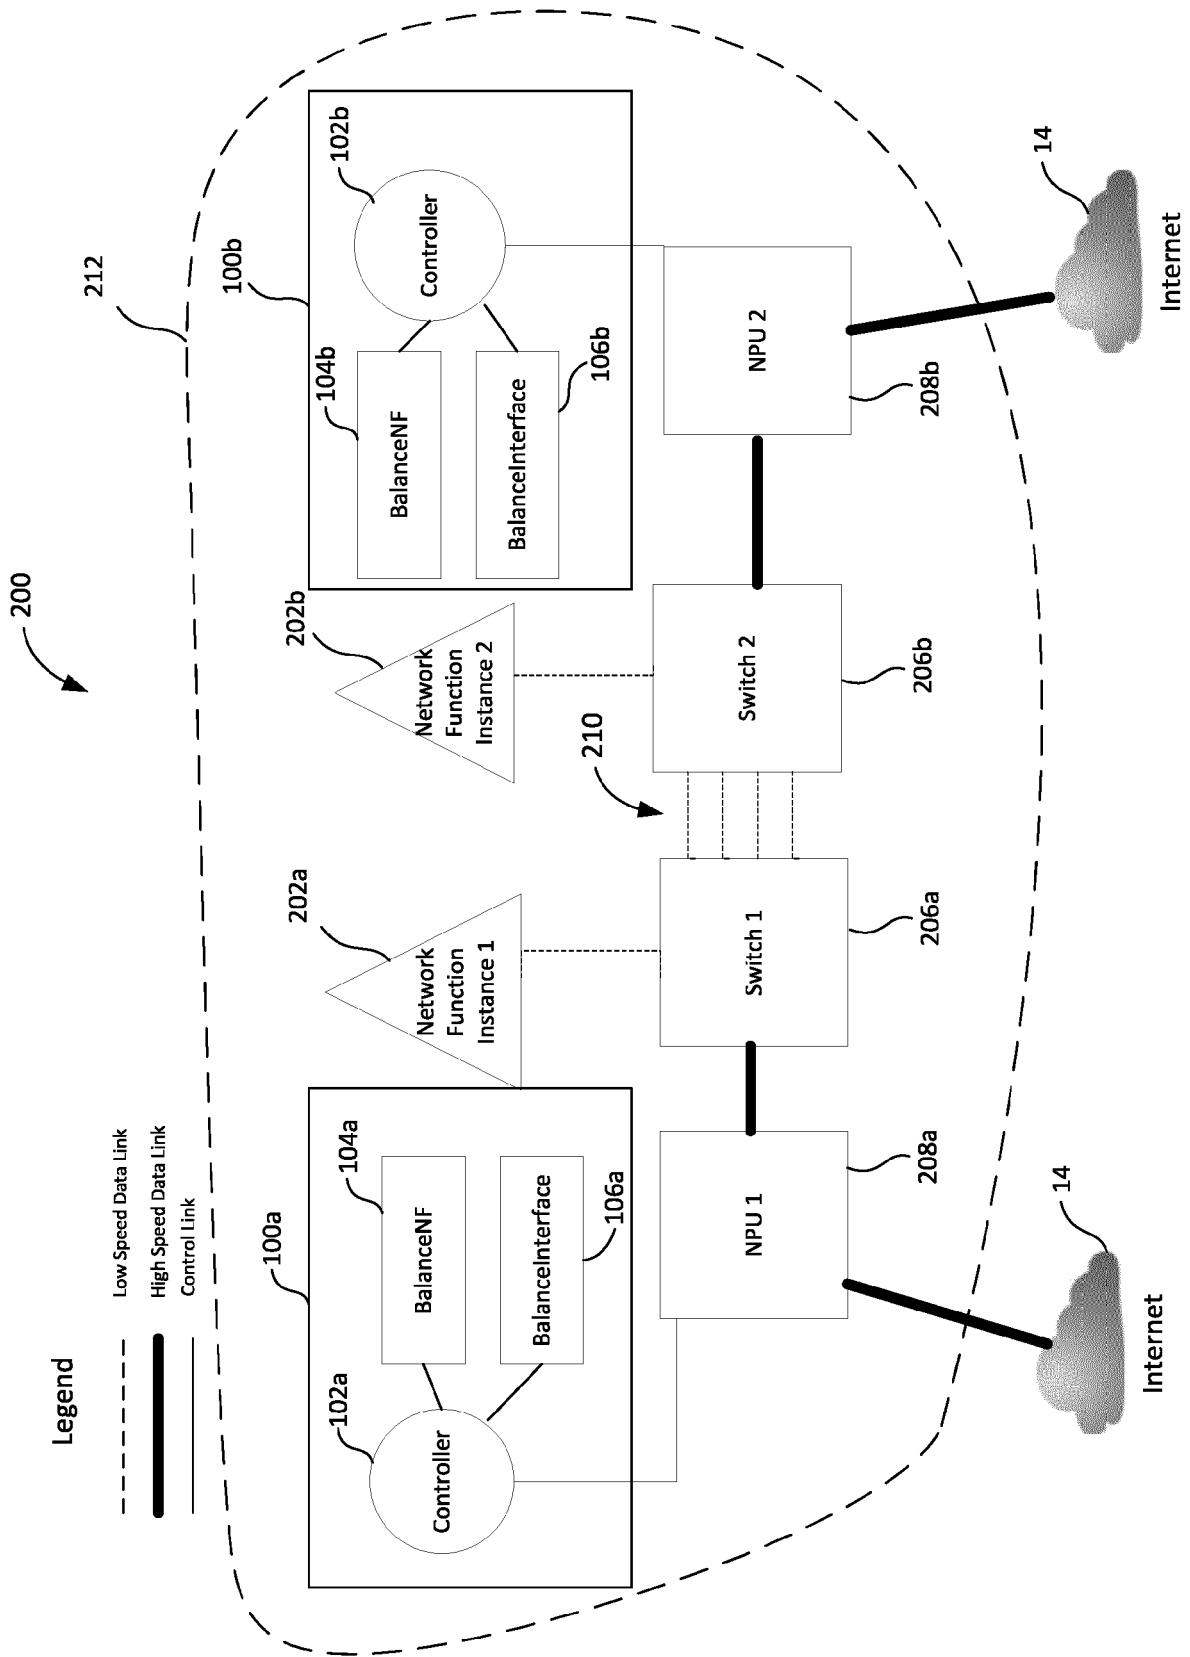 200
Legend
Low Speed Data Link
High Speed Data Link
Control Link
212
100a
102a
Controller
104a
BalanceNF
BalanceInterface
106a
202a
Network
Function
Instance 1
202b
Network
Function
Instance 2
100b
104b
BalanceNF
BalanceInterface
106b
102b
Controller
210
NPU 1
208a
Switch 1
206a
Switch 2
206b
NPU 2
208b
14
Internet
14
Internet